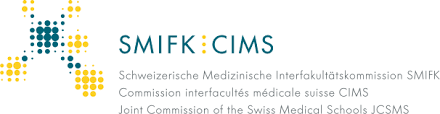 SMIFK:CIMS
Schweizerische Medizinische Interfakultätskommission SMIFK
Commission interfacultés médicale suisse CIMS
Joint Commission of the Swiss Medical Schools JCSMS